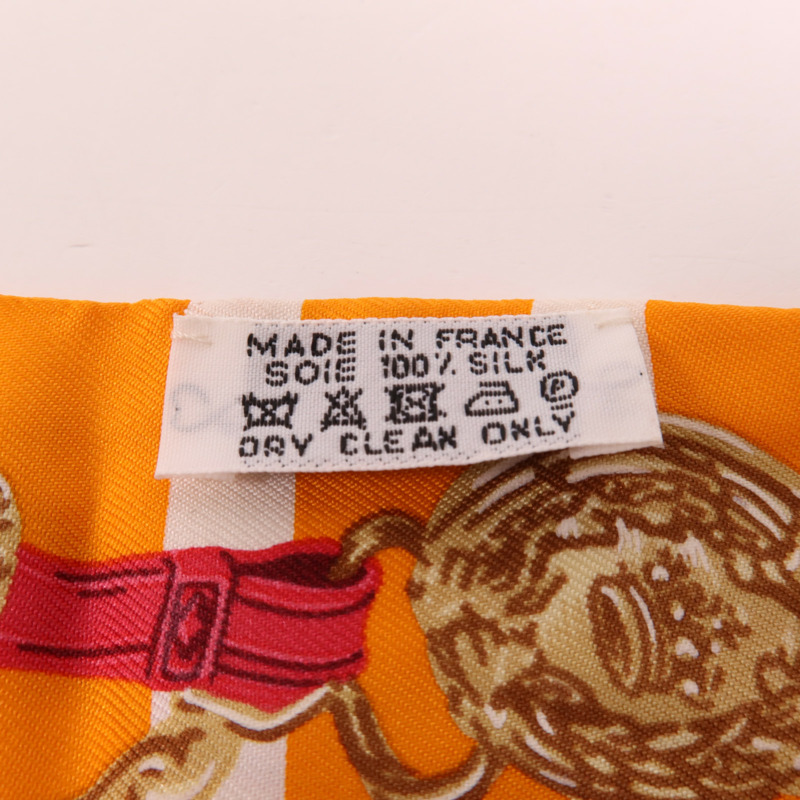 MADE IN FRANCE
SOIE 100% SILK
P
DRY CLEAN ONLY